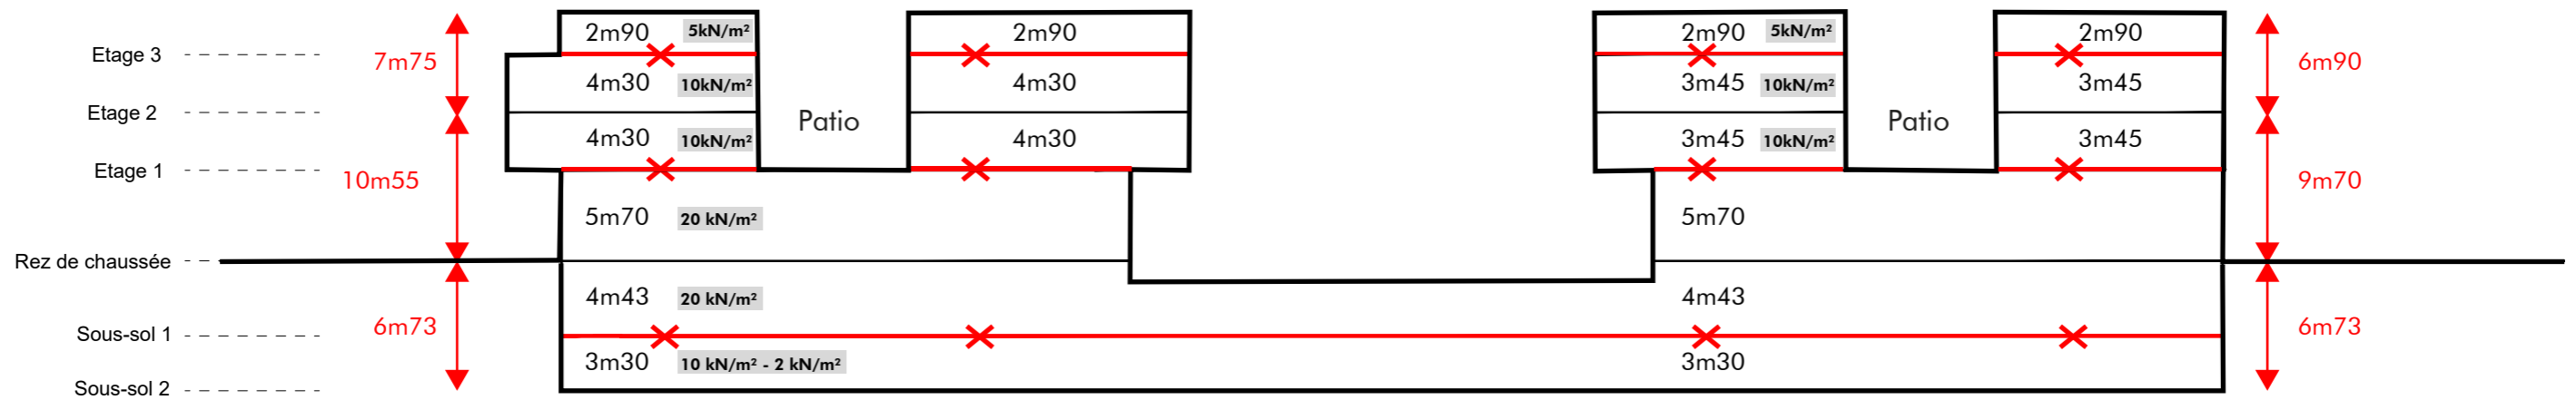 2m90 5kN/m² 2m90 2m90 5kN/m² 2m90
Etage 3 7m75 6m90
4m30 10kN/m² 4m30 3m45 10kN/m² 3m45
Etage 2 Patio Patio
4m30 10kN/m² 4m30 3m45 10kN/m² 3m45
Etage 1 10m55 9m70
5m70 20 kN/m² 5m70
Rez de chaussée
4m43 20 kN/m² 4m43
Sous-sol 1 6m73 6m73
3m30 10 kN/m² - 2 kN/m² 3m30
Sous-sol 2